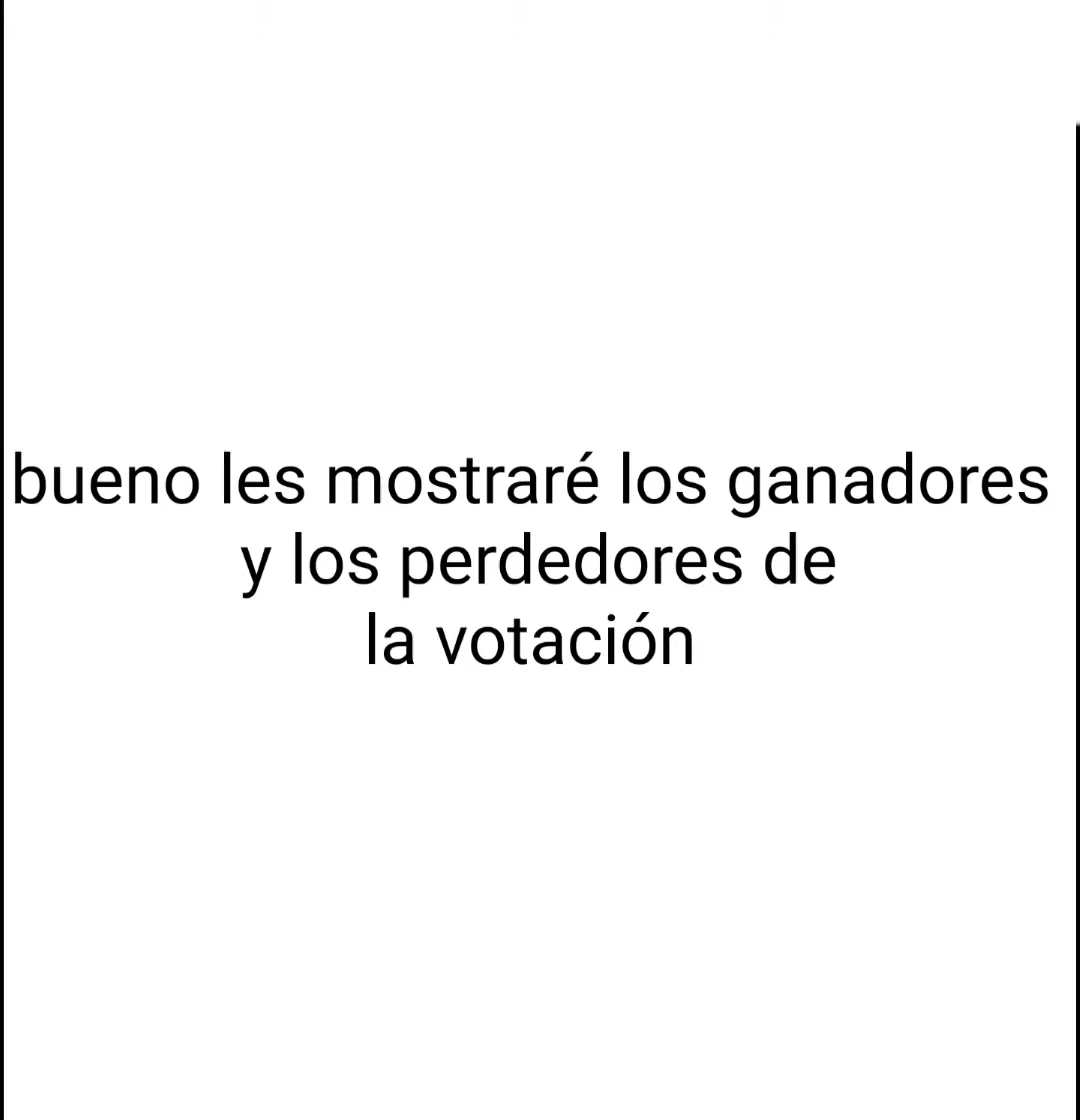 bueno les mostraré los ganadores
y los perdedores de
la votación